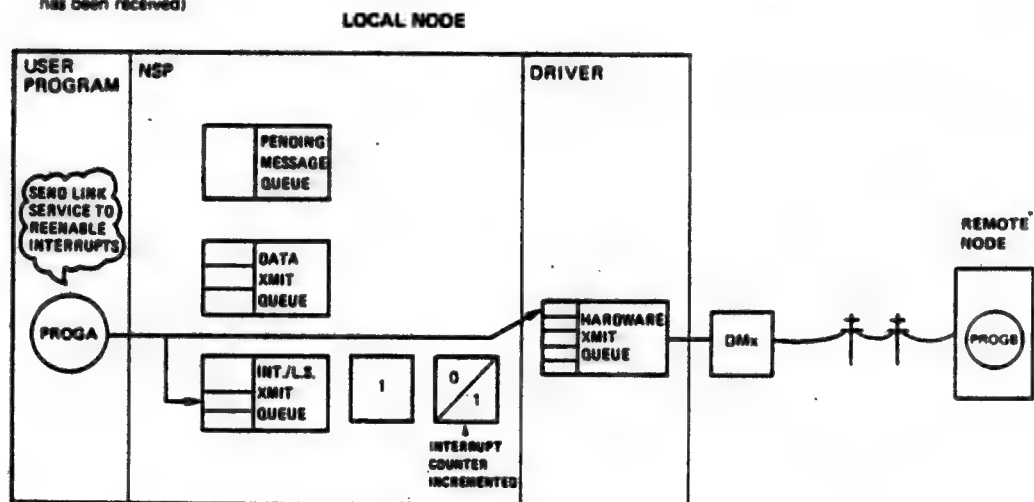 has been received)
LOCAL NODE
USER
PROGRAM
NSP
DRIVER
PENDING
MESSAGE
QUEUE
SEND LINK
SERVICE TO
REENABLE
INTERRUPTS
DATA
XMIT
QUEUE
REMOTE
NODE
PROGA
HARDWARE
XMIT
QUEUE
DMx
PROGB
INT./L.S.
XMIT
QUEUE
1
0
1
INTERRUPT
COUNTER
INCREMENTED